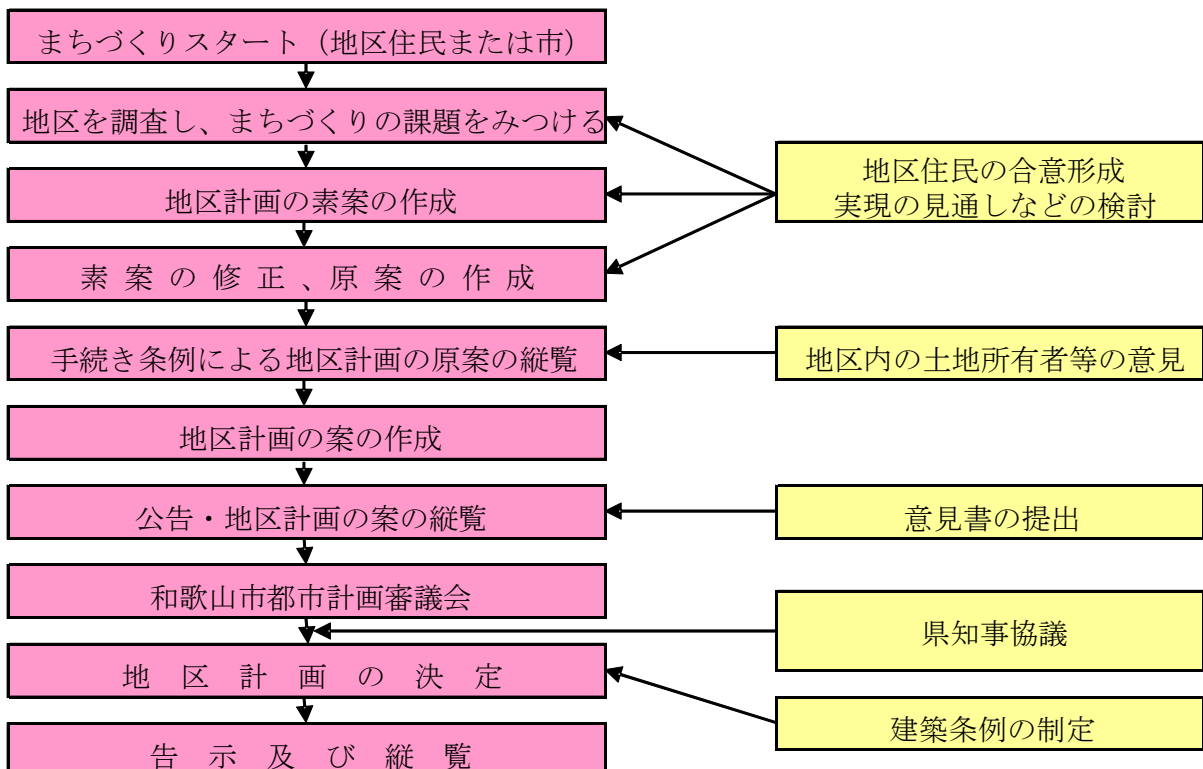 まちづくりスタート（地区住民または市）
地区を調査し、まちづくりの課題をみつける
地区計画の素案の作成
地区住民の合意形成
実現の見通しなどの検討
素案の修正、原案の作成
手続き条例による地区計画の原案の縦覧
地区内の土地所有者等の意見
地区計画の案の作成
公告・地区計画の案の縦覧
意見書の提出
和歌山市都市計画審議会
県知事協議
地区計画の決定
建築条例の制定
告示及び縦覧